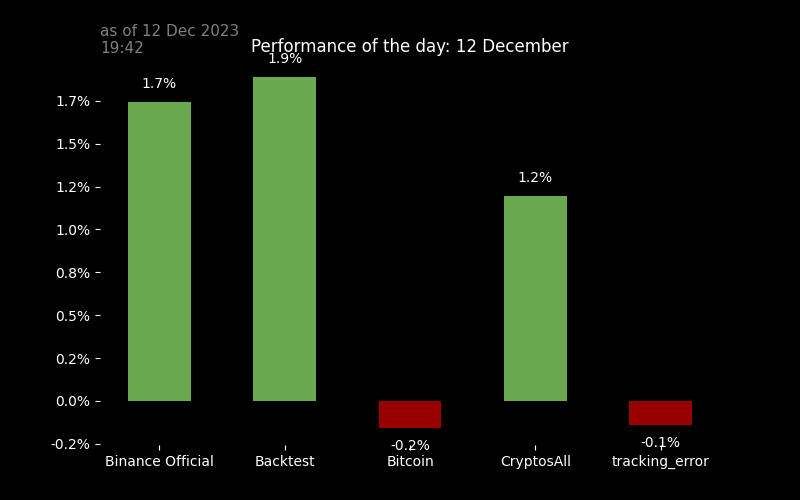 as of 12 Dec 2023
19:42
Performance of the day: 12 December
1.7%
1.9%
-0.2%
1.2%
-0.1%
1.7%
1.5%
1.2%
1.0%
0.8%
0.5%
0.2%
0.0%
-0.2%
Binance Official
Backtest
Bitcoin
CryptosAll
tracking_error